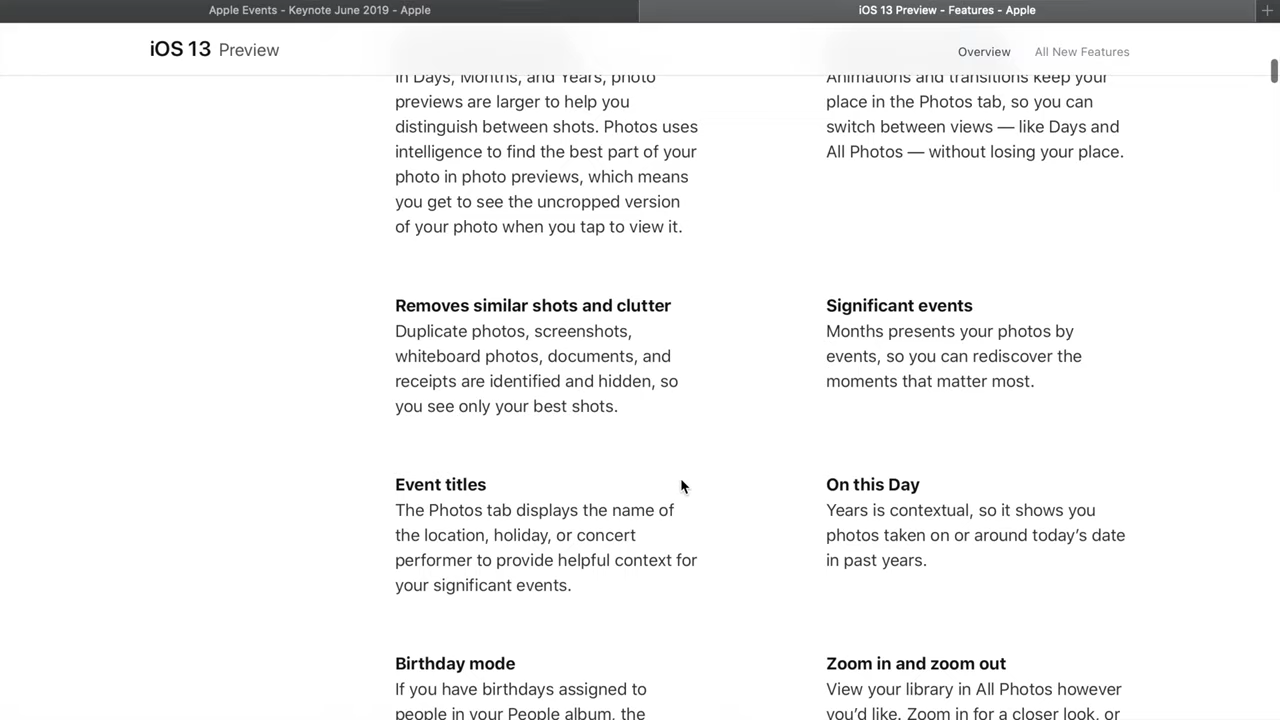 Apple Events - Keynote June 2019 - Apple
iOS 13 Preview - Features - Apple
iOS 13 Preview
Overview
All New Features
in Days, Months, and Years, photo
previews are larger to help you
distinguish between shots. Photos uses
intelligence to find the best part of your
photo in photo previews, which means
you get to see the uncropped version
of your photo when you tap to view it.
Animations and transitions keep your
place in the Photos tab, so you can
switch between views — like Days and
All Photos — without losing your place.
Removes similar shots and clutter
Duplicate photos, screenshots,
whiteboard photos, documents, and
receipts are identified and hidden, so
you see only your best shots.
Significant events
Months presents your photos by
events, so you can rediscover the
moments that matter most.
Event titles
The Photos tab displays the name of
the location, holiday, or concert
performer to provide helpful context for
your significant events.
On this Day
Years is contextual, so it shows you
photos taken on or around today’s date
in past years.
Birthday mode
If you have birthdays assigned to
people in your People album, the
Zoom in and zoom out
View your library in All Photos however
you’d like. Zoom in for a closer look, or